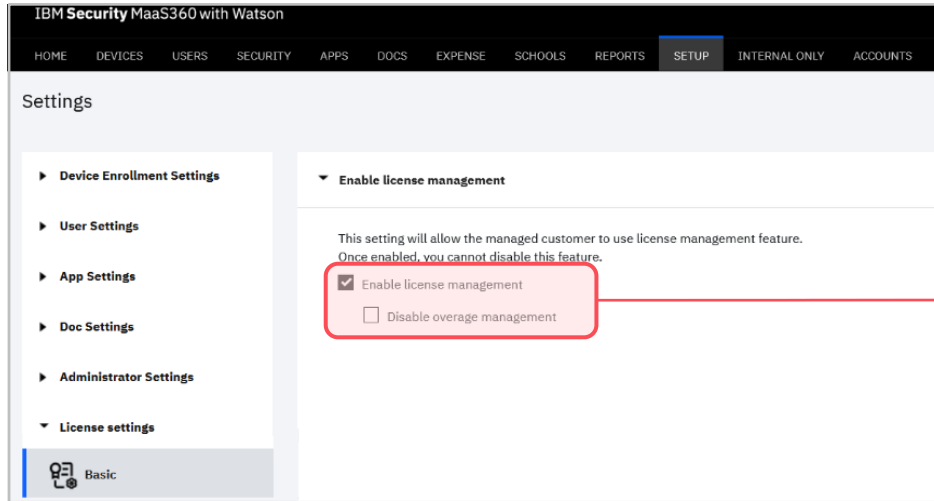 IBM Security MaaS360 with Watson
HOME DEVICES USERS SECURITY APPS DOCS EXPENSE SCHOOLS REPORTS SETUP INTERNAL ONLY ACCOUNTS
Settings
Device Enrollment Settings
User Settings
App Settings
Doc Settings
Administrator Settings
License settings
Basic
Enable license management
This setting will allow the managed customer to use license management feature.
Once enabled, you cannot disable this feature.
Enable license management
Disable overage management